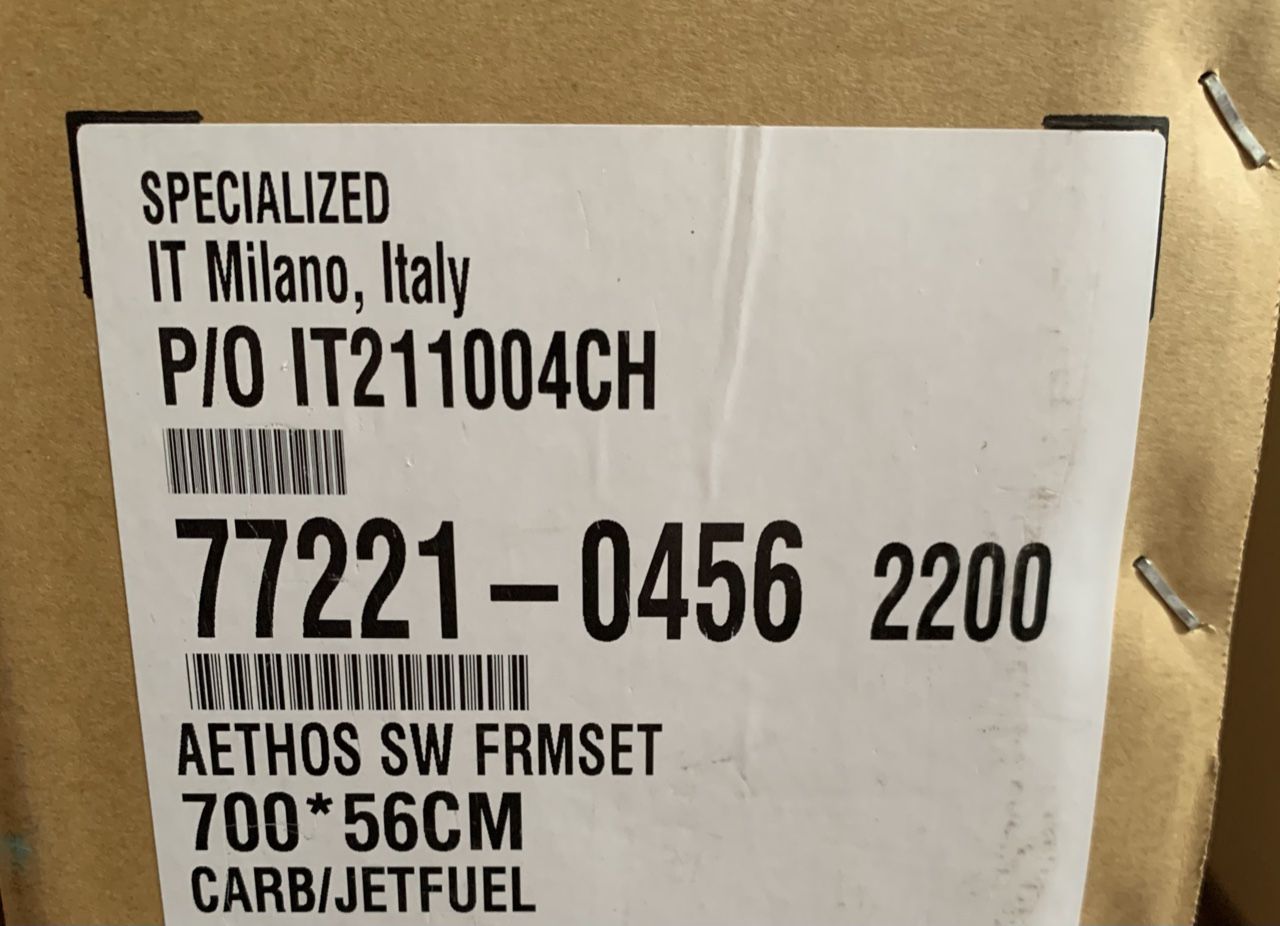 SPECIALIZED
IT Milano, Italy
P/O IT211004CH
77221-0456 2200
AETHOS SW FRMSET
700*56CM
CARB/JETFUEL